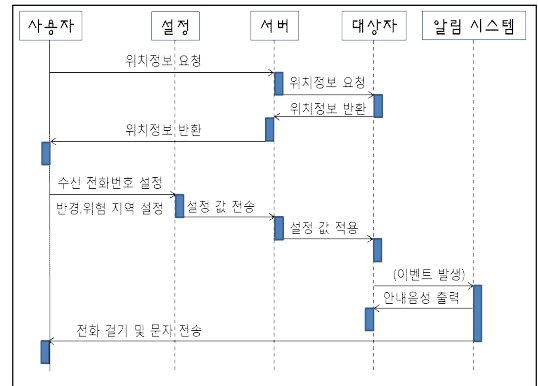 사용자 설정 서버 대상자 알림 시스템
위치정보 요청
위치정보 요청
위치정보 반환
위치정보 반환
수신 전화번호 설정
반경,위험 지역 설정 설정 값 전송
설정 값 적용
(이벤트 발생)
안내음성 출력
전화 걸기 및 문자 전송